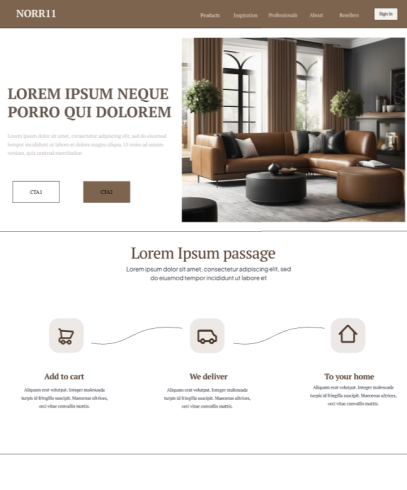 NORR11
Products Inspiration Professionals About Resellers Sign in
LOREM IPSUM NEQUE
PORRO QUI DOLOREM
Lorem ipsum dolor sit amet, consectetur adipiscing elit, sed do eiusmod
tempor incididunt ut labore et dolore magna aliqua. Ut enim ad minim
veniam, quis nostrud exercitation
CTA1 CTA2
Lorem Ipsum passage
Lorem ipsum dolor sit amet, consectetur adipiscing elit, sed
do eiusmod tempor incididunt ut labore et
Add to cart
Aliquam erat volutpat. Integer malesuada
turpis id fringilla suscipit. Maecenas ultrices,
orci vitae convallis mattis.
We deliver
Aliquam erat volutpat. Integer malesuada
turpis id fringilla suscipit. Maecenas ultrices,
orci vitae convallis mattis.
To your home
Aliquam erat volutpat. Integer malesuada
turpis id fringilla suscipit. Maecenas ultrices,
orci vitae convallis mattis.